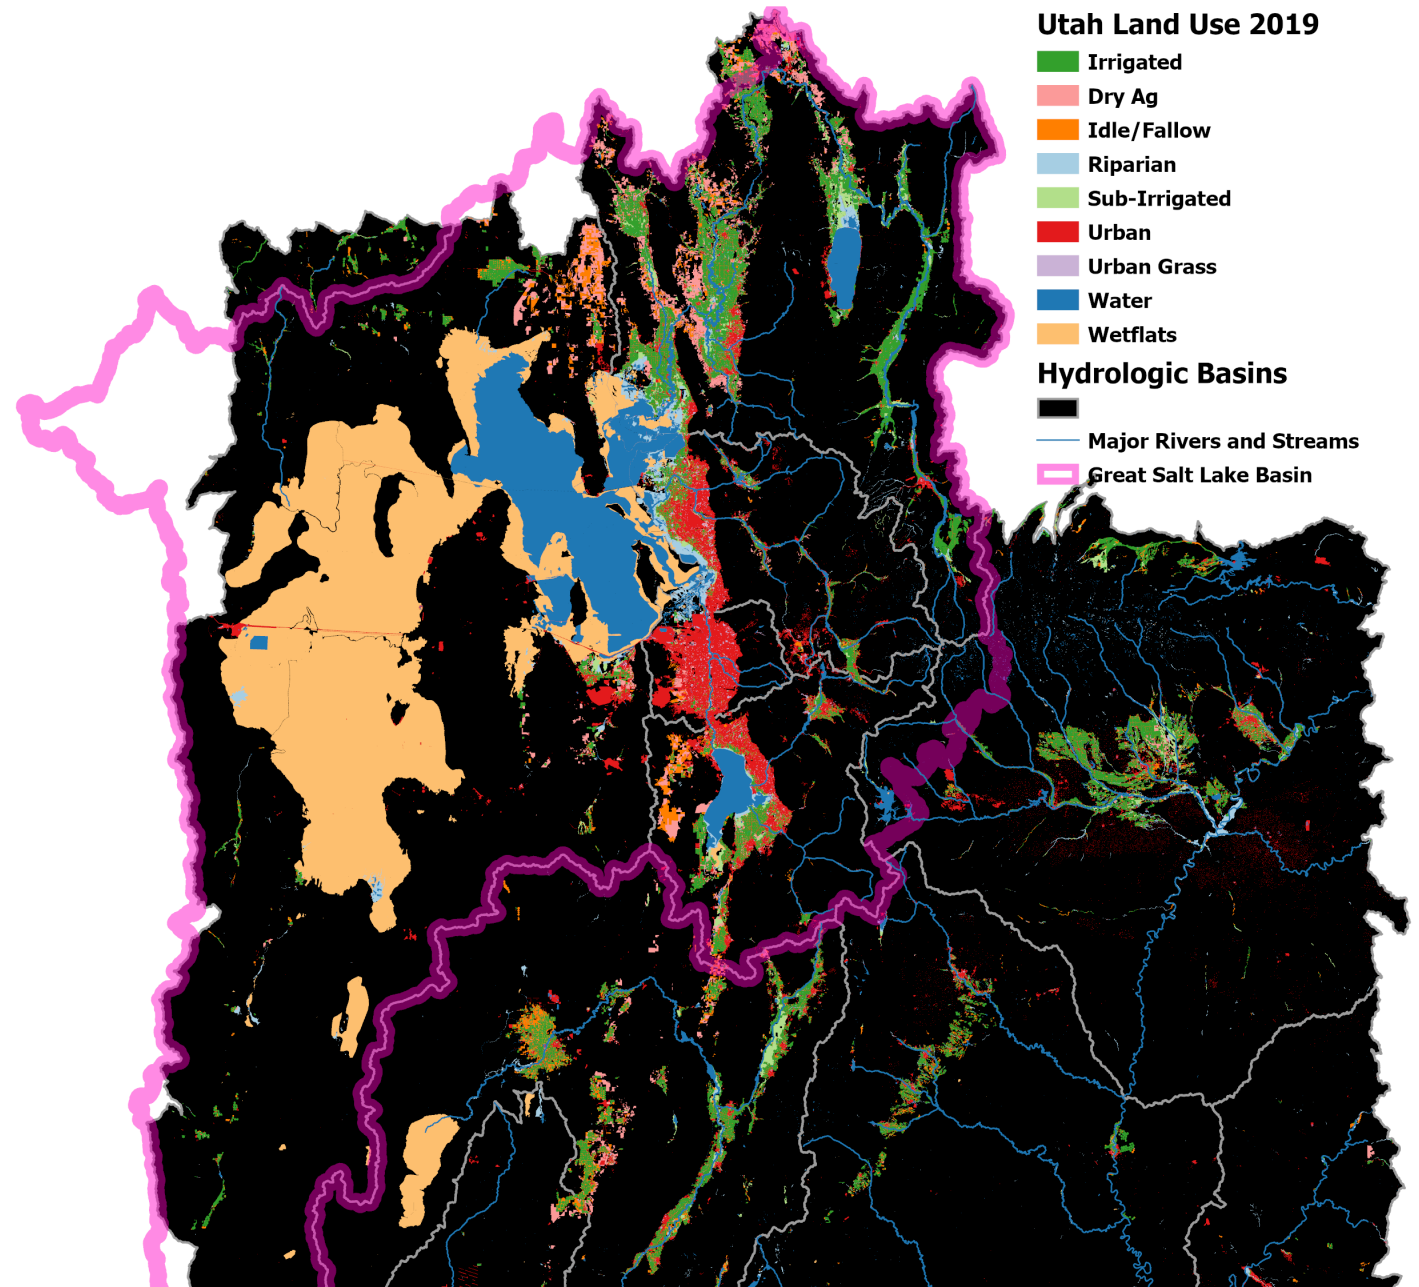 Utah Land Use 2019
Irrigated
Dry Ag
Idle/Fallow
Riparian
Sub-Irrigated
Urban
Urban Grass
Water
Wetflats
Hydrologic Basins
Major Rivers and Streams
Great Salt Lake Basin